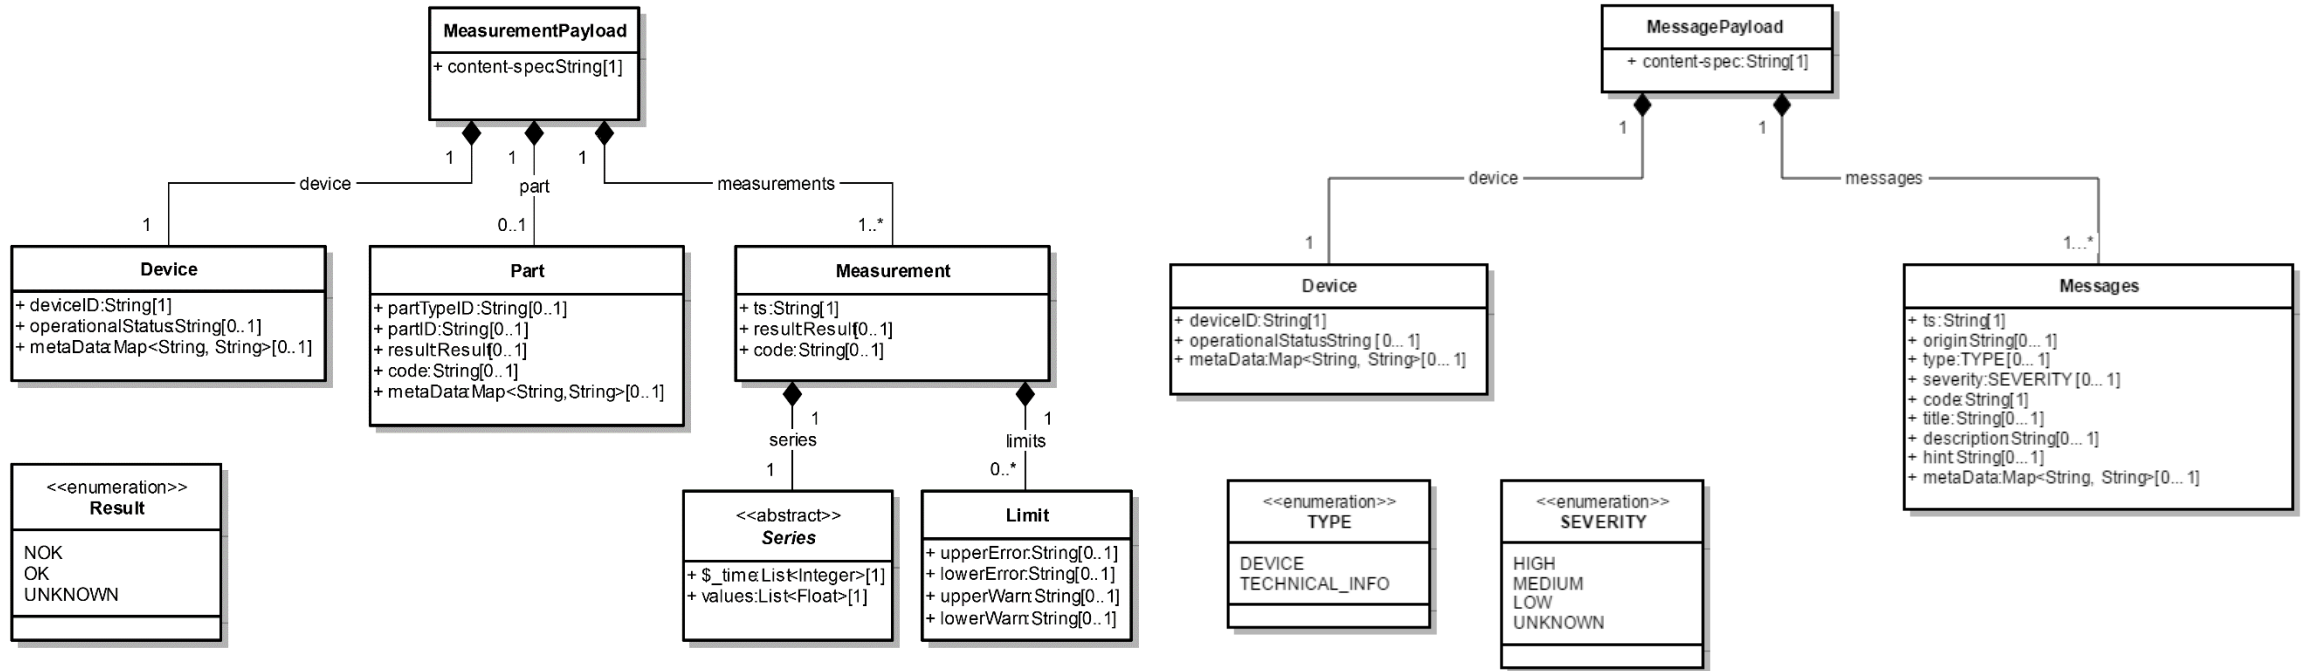 MeasurementPayload
+ content-spec:String[1]
1
1
1
device
part
measurements
1
0..1
1..*
Device
+ deviceID:String[1]
+ operationalStatus:String[0..1]
+ metaData:Map<String, String>[0..1]
Part
+ partTypeID:String[0..1]
+ partID:String[0..1]
+ result:Result[0..1]
+ code:String[0..1]
+ metaData:Map<String,String>[0..1]
Measurement
+ ts:String[1]
+ result:Result[0..1]
+ code:String[0..1]
1
series
1
1
limits
0..*
<<enumeration>>
Result
NOK
OK
UNKNOWN
<<abstract>>
Series
+ $_time:List<Integer>[1]
+ values:List<Float>[1]
Limit
+ upperError:String[0..1]
+ lowerError:String[0..1]
+ upperWarn:String[0..1]
+ lowerWarn:String[0..1]
MessagePayload
+ content-spec:String[1]
1
1
device
messages
1
1...*
Device
+ deviceID:String[1]
+ operationalStatusString [0... 1]
+ metaData:Map<String, String>[0... 1]
Messages
+ ts:String[1]
+ origin:String[0... 1]
+ type:TYPE [0... 1]
+ severity:SEVERITY [0... 1]
+ code:String[1]
+ title:String[0... 1]
+ description:String[0... 1]
+ hint:String[0... 1]
+ metaData:Map<String, String>[0... 1]
<<enumeration>>
TYPE
DEVICE
TECHNICAL_INFO
<<enumeration>>
SEVERITY
HIGH
MEDIUM
LOW
UNKNOWN